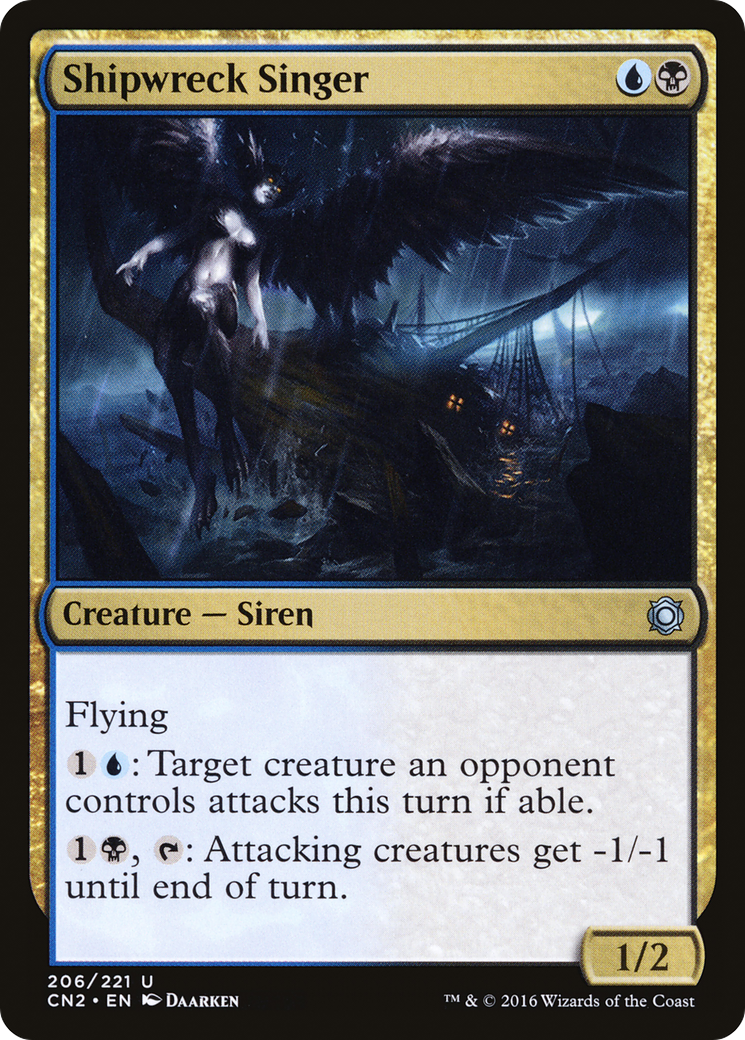 Shipwreck Singer
Creature — Siren
Flying
1: Target creature an opponent
controls attacks this turn if able.
1, : Attacking creatures get -1/-1
until end of turn.
1/2
206/221 U
CN2 • EN DAARKEN
™ & © 2016 Wizards of the Coast